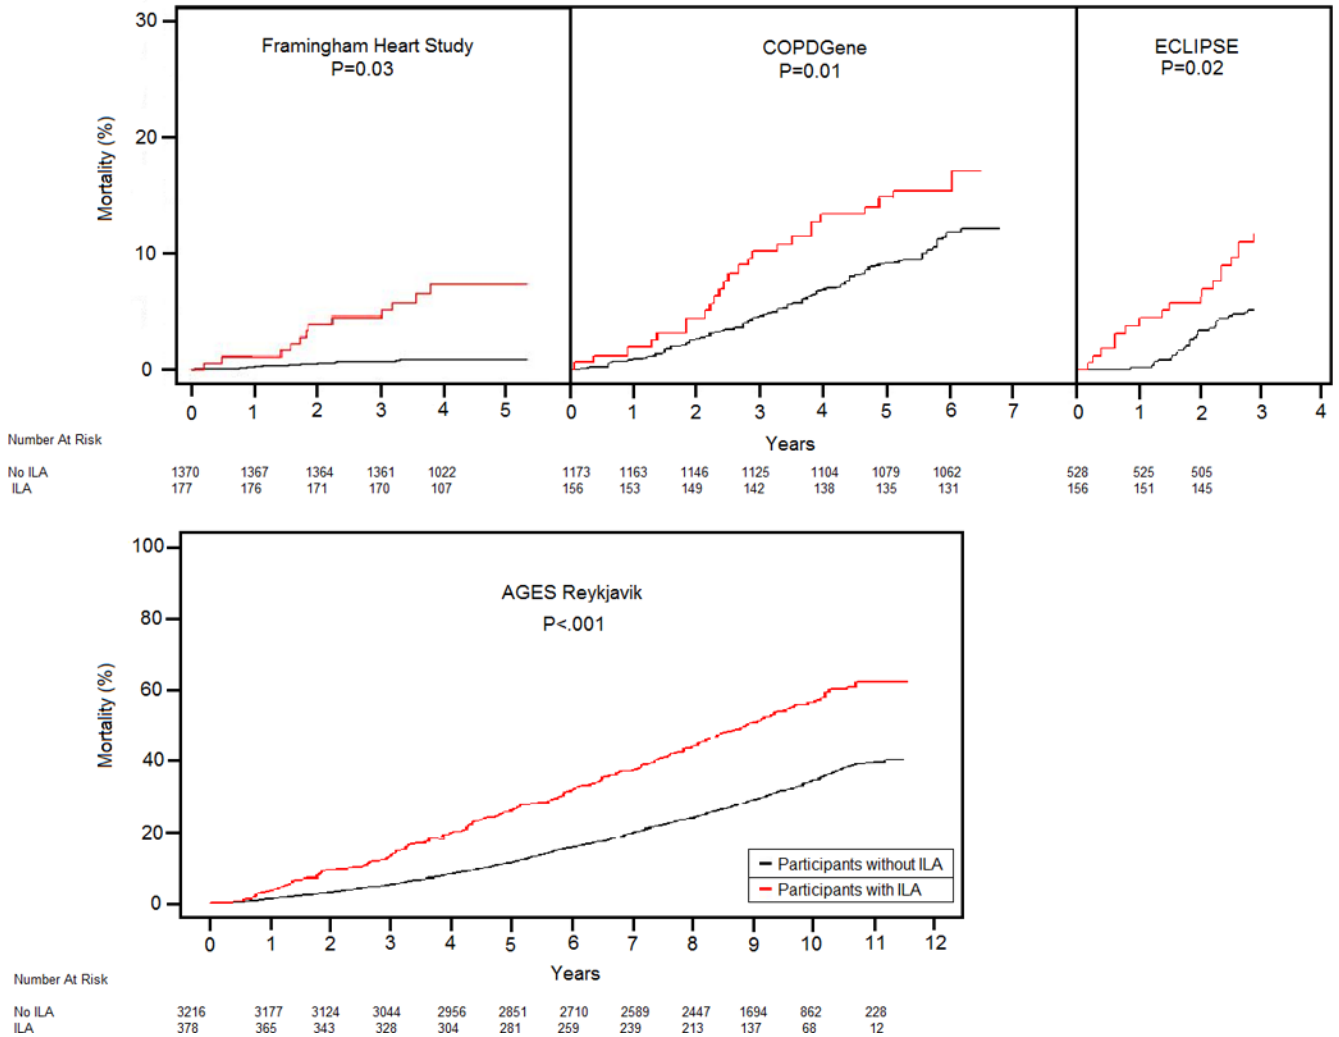 30
20
10
0
Mortality (%)
Framingham Heart Study
P=0.03
COPDGene
P=0.01
ECLIPSE
P=0.02
0 1 2 3 4 5 0 1 2 3 4 5 6 7 0 1 2 3 4
Years
Number At Risk
No ILA 1370 1367 1364 1361 1022 1173 1163 1146 1125 1104 1079 1062 528 525 505
ILA 177 176 171 170 107 156 153 149 142 138 135 131 156 151 145
100
80
60
40
20
0
Mortality (%)
AGES Reykjavik
P<.001
Participants without ILA
Participants with ILA
0 1 2 3 4 5 6 7 8 9 10 11 12
Years
Number At Risk
No ILA 3216 3177 3124 3044 2956 2851 2710 2589 2447 1694 862 228
ILA 378 365 343 328 304 281 259 239 213 137 68 12